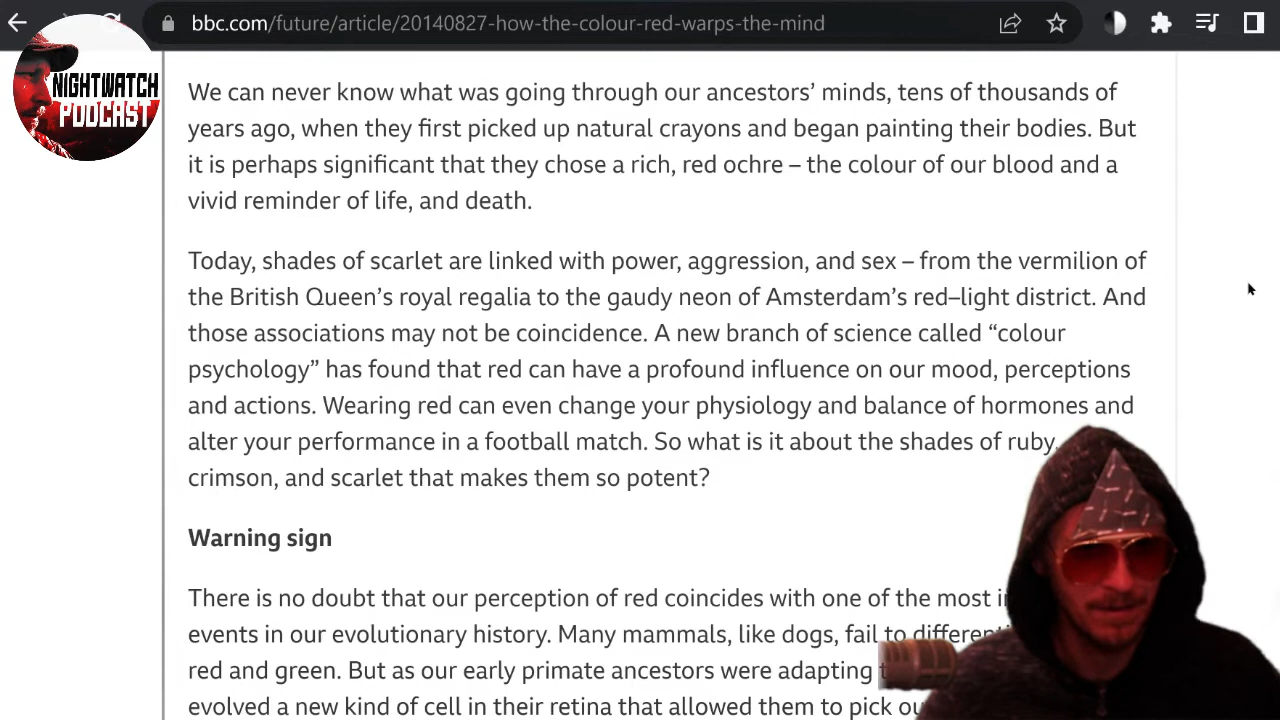 bbc.com/future/article/20140827-how-the-colour-red-warps-the-mind
NIGHTWATCH
PODCAST
We can never know what was going through our ancestors’ minds, tens of thousands of
years ago, when they first picked up natural crayons and began painting their bodies. But
it is perhaps significant that they chose a rich, red ochre – the colour of our blood and a
vivid reminder of life, and death.
Today, shades of scarlet are linked with power, aggression, and sex – from the vermilion of
the British Queen’s royal regalia to the gaudy neon of Amsterdam’s red–light district. And
those associations may not be coincidence. A new branch of science called “colour
psychology” has found that red can have a profound influence on our mood, perceptions
and actions. Wearing red can even change your physiology and balance of hormones and
alter your performance in a football match. So what is it about the shades of ruby,
crimson, and scarlet that makes them so potent?
Warning sign
There is no doubt that our perception of red coincides with one of the most
events in our evolutionary history. Many mammals, like dogs, fail to
red and green. But as our early primate ancestors were adapting
evolved a new kind of cell in their retina that allowed them to pick